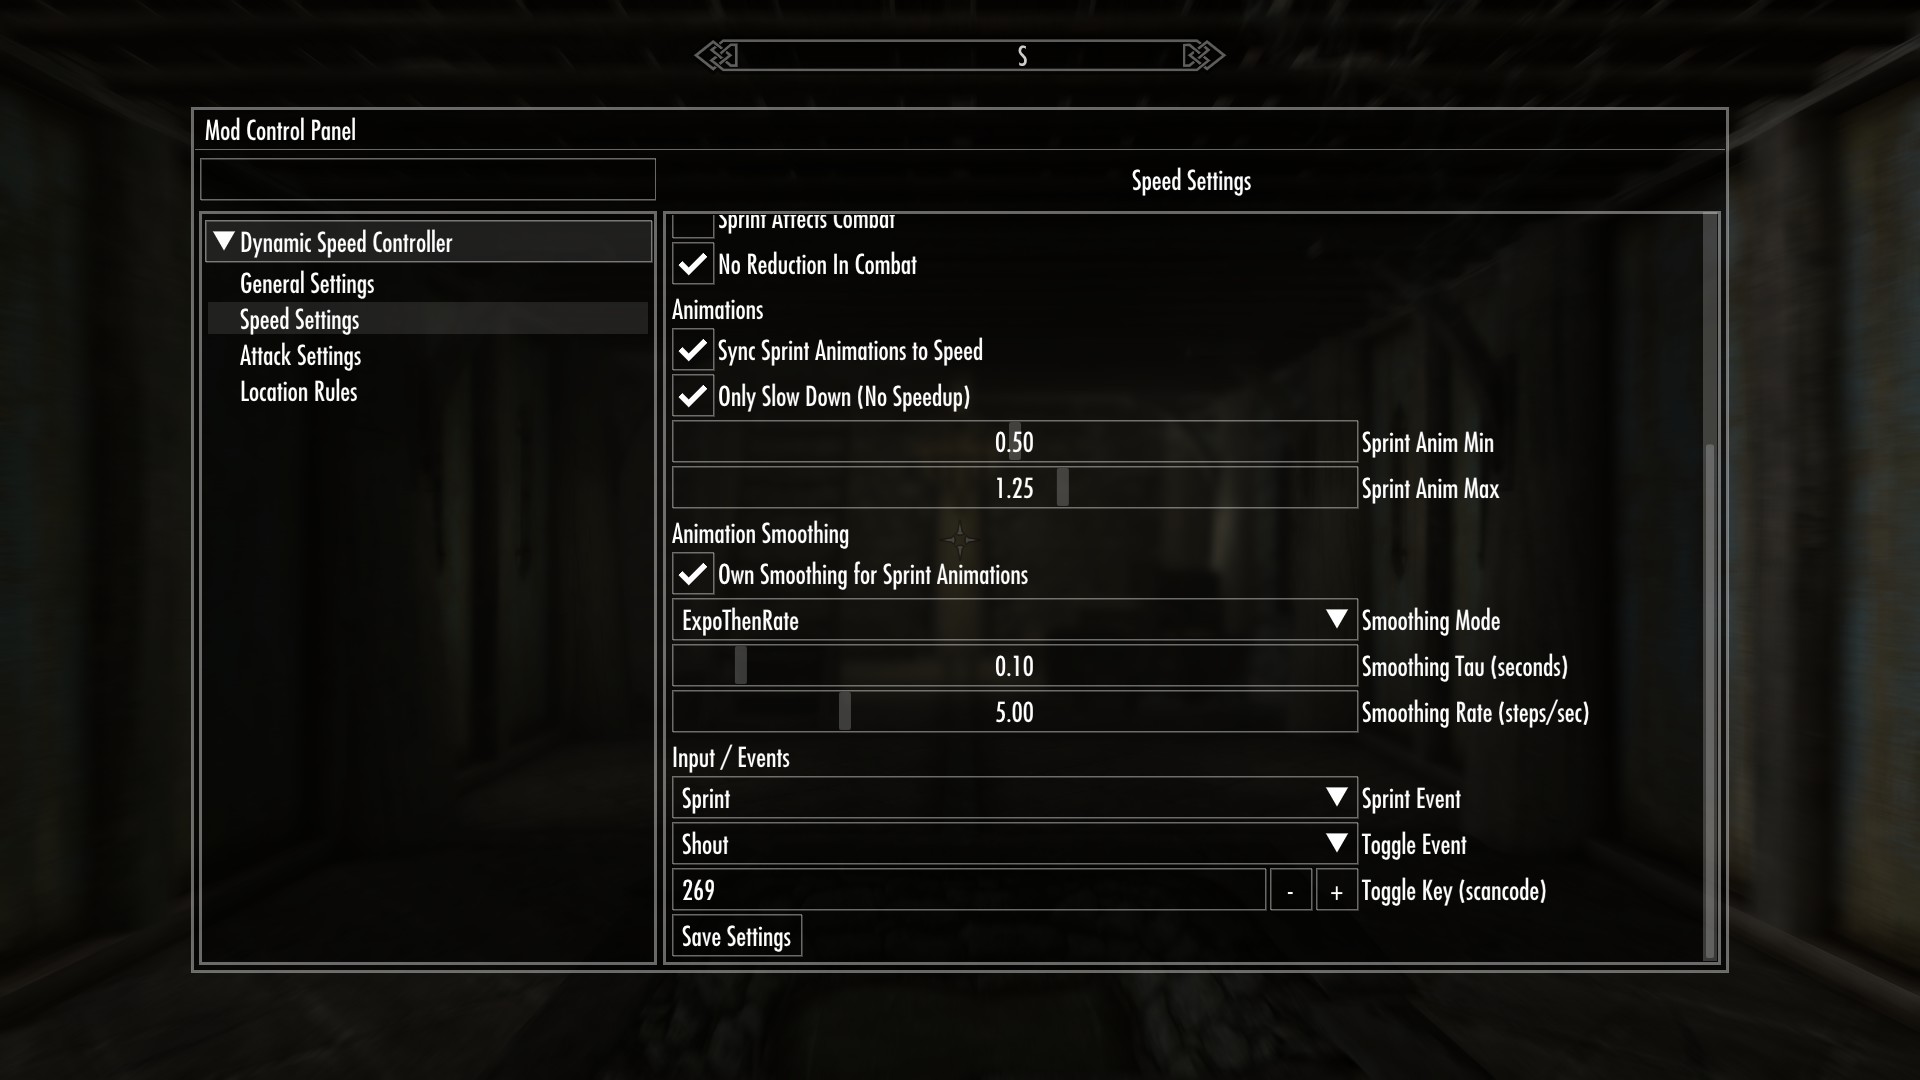 S
Mod Control Panel
Speed Settings
Dynamic Speed Controller
General Settings
Speed Settings
Attack Settings
Location Rules
Sprint Affects Combat
No Reduction In Combat
Animations
Sync Sprint Animations to Speed
Only Slow Down (No Speedup)
0.50 Sprint Anim Min
1.25 Sprint Anim Max
Animation Smoothing
Own Smoothing for Sprint Animations
ExpoThenRate Smoothing Mode
0.10 Smoothing Tau (seconds)
5.00 Smoothing Rate (steps/sec)
Input / Events
Sprint Sprint Event
Shout Toggle Event
269 - + Toggle Key (scancode)
Save Settings